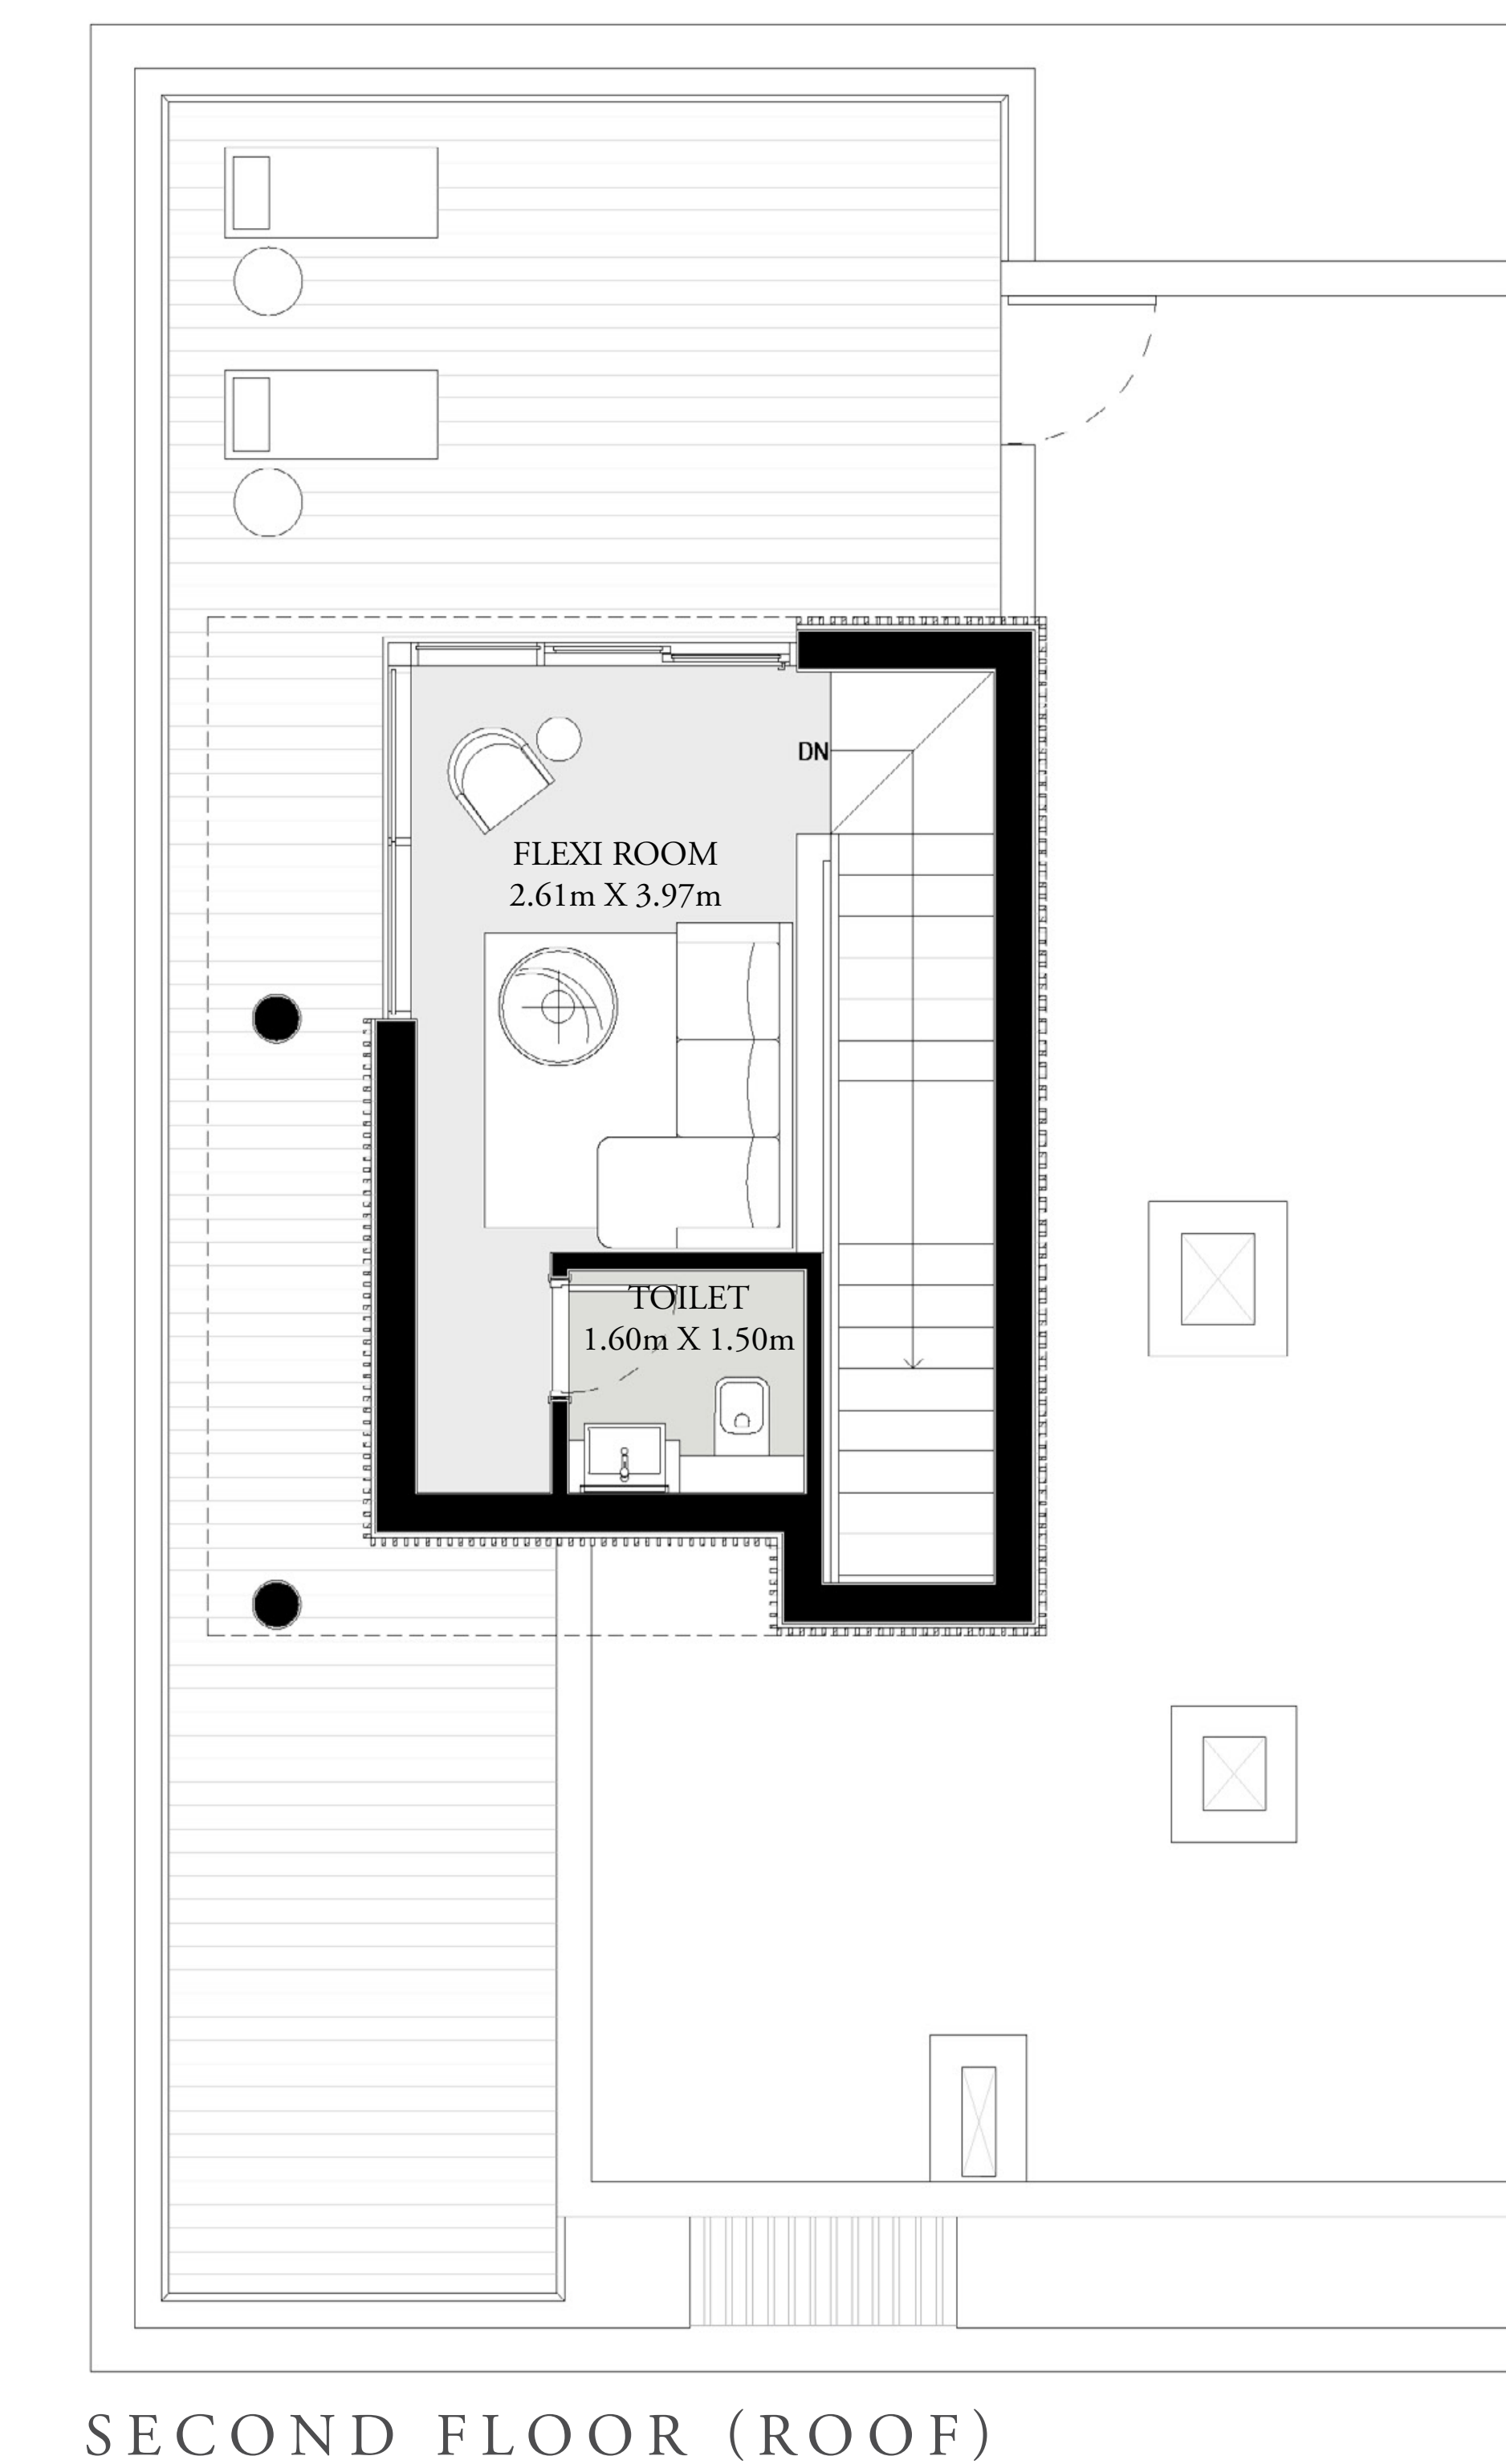 DN
FLEXI ROOM
2.61m X 3.97m
TOILET
1.60m X 1.50m
SECOND FLOOR (ROOF)